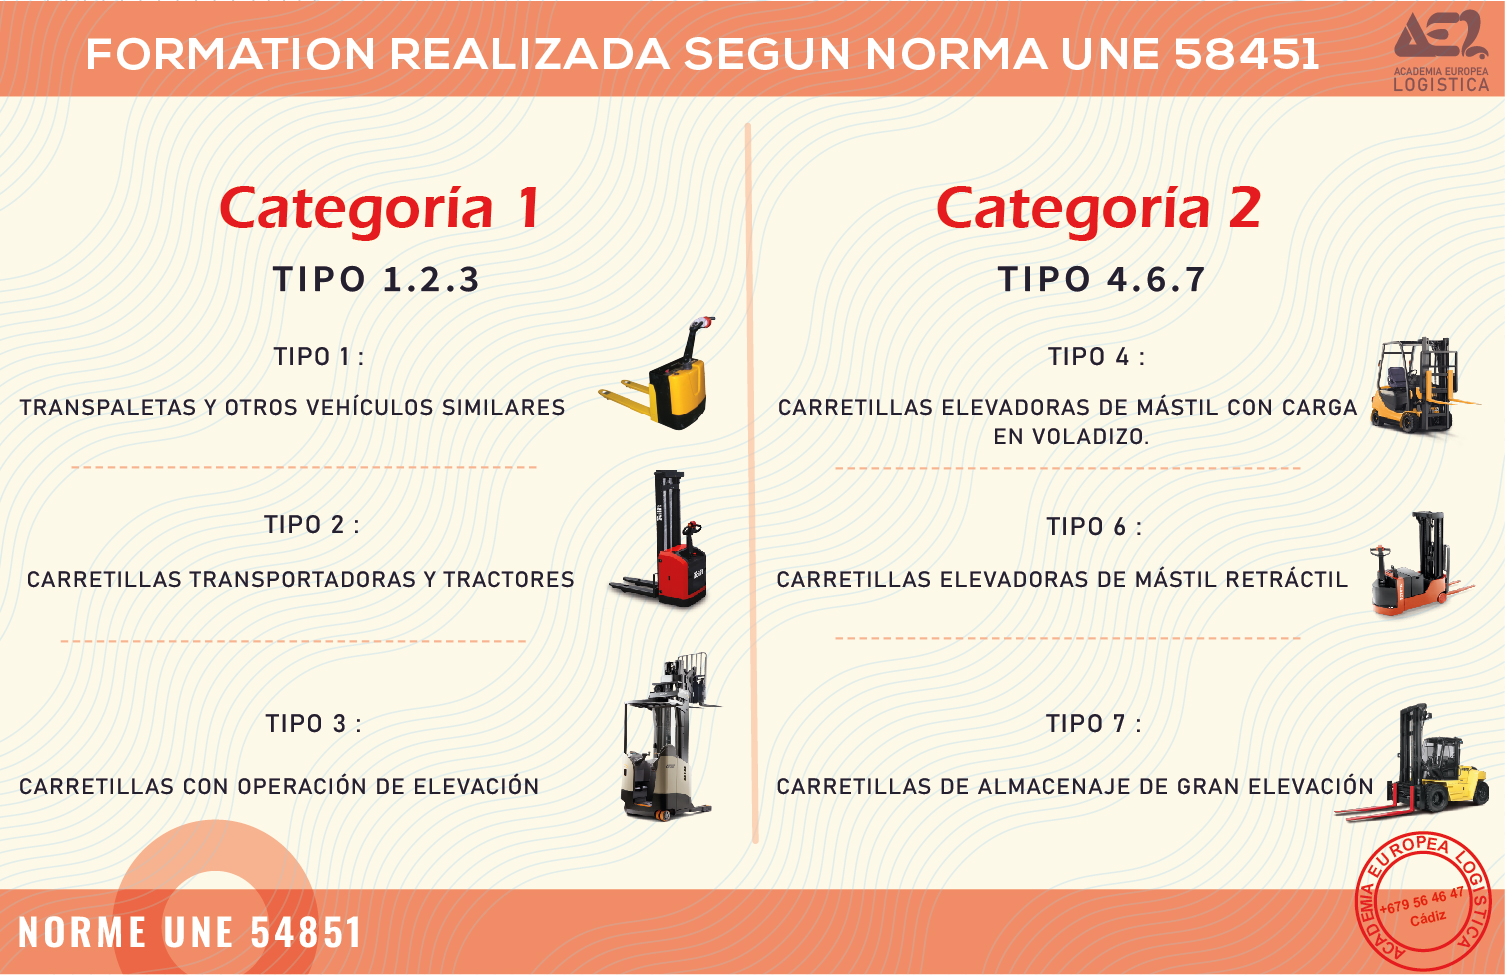 FORMATION REALIZADA SEGUN NORMA UNE 58451
AE2
ACADEMIA EUROPEA
LOGISTICA
Categoría 1
TIPO 1.2.3
TIPO 1 :
TRANSPALETAS Y OTROS VEHÍCULOS SIMILARES
TIPO 2 :
CARRETILLAS TRANSPORTADORAS Y TRACTORES
TIPO 3 :
CARRETILLAS CON OPERACIÓN DE ELEVACIÓN
Categoría 2
TIPO 4.6.7
TIPO 4 :
CARRETILLAS ELEVADORAS DE MÁSTIL CON CARGA
EN VOLADIZO.
TIPO 6 :
CARRETILLAS ELEVADORAS DE MÁSTIL RETRÁCTIL
TIPO 7 :
CARRETILLAS DE ALMACENAJE DE GRAN ELEVACIÓN
NORME UNE 54851
ACADEMIA EUROPEA LOGISTICA
+679 56 46 47
Cádiz